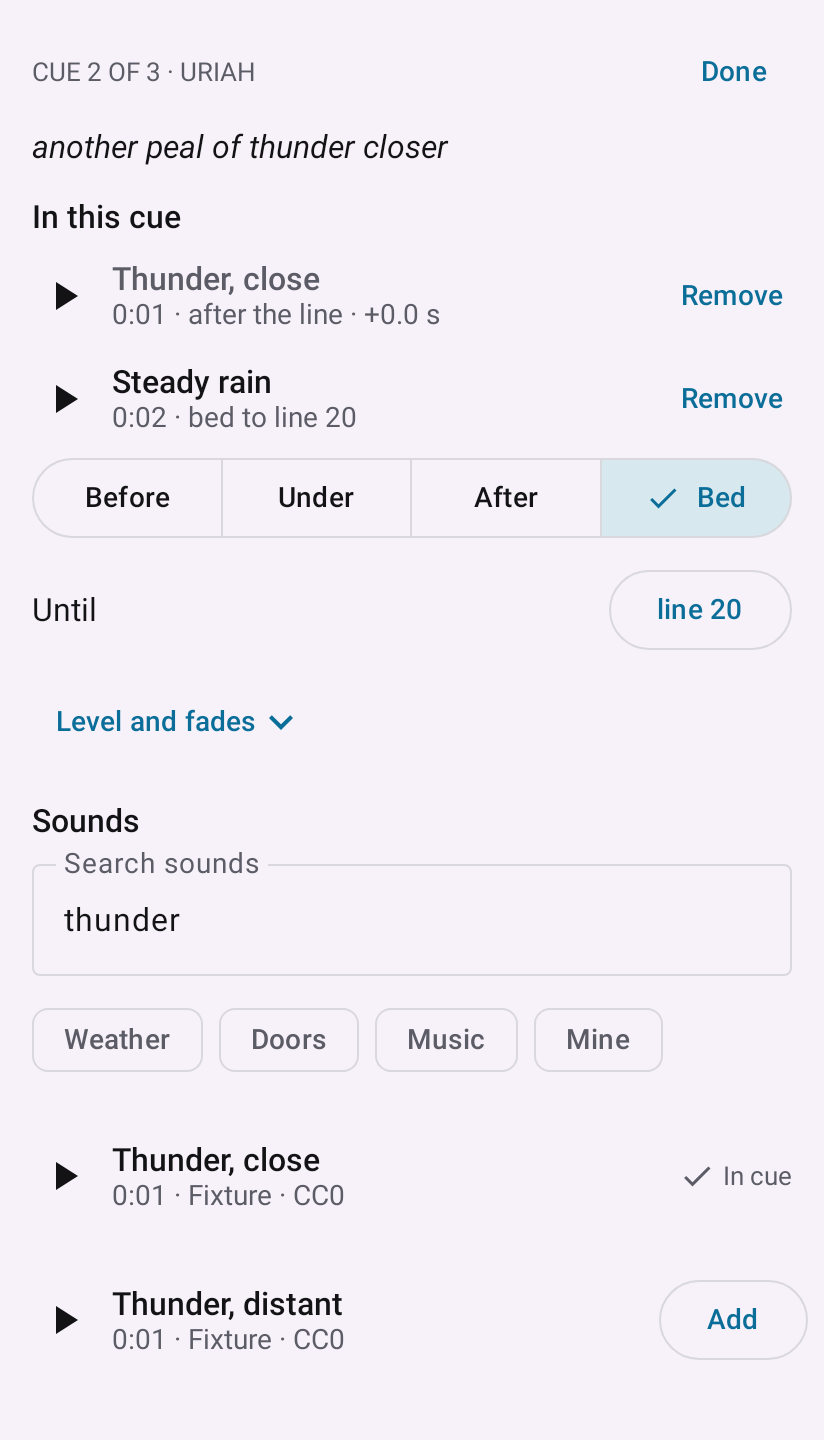 CUE 2 OF 3 · URIAH
Done
another peal of thunder closer
In this cue
Thunder, close
0:01 · after the line · +0.0 s
Remove
Steady rain
0:02 · bed to line 20
Remove
Before
Under
After
Bed
Until
line 20
Level and fades
Sounds
Search sounds
thunder
Weather
Doors
Music
Mine
Thunder, close
0:01 · Fixture · CC0
In cue
Thunder, distant
0:01 · Fixture · CC0
Add